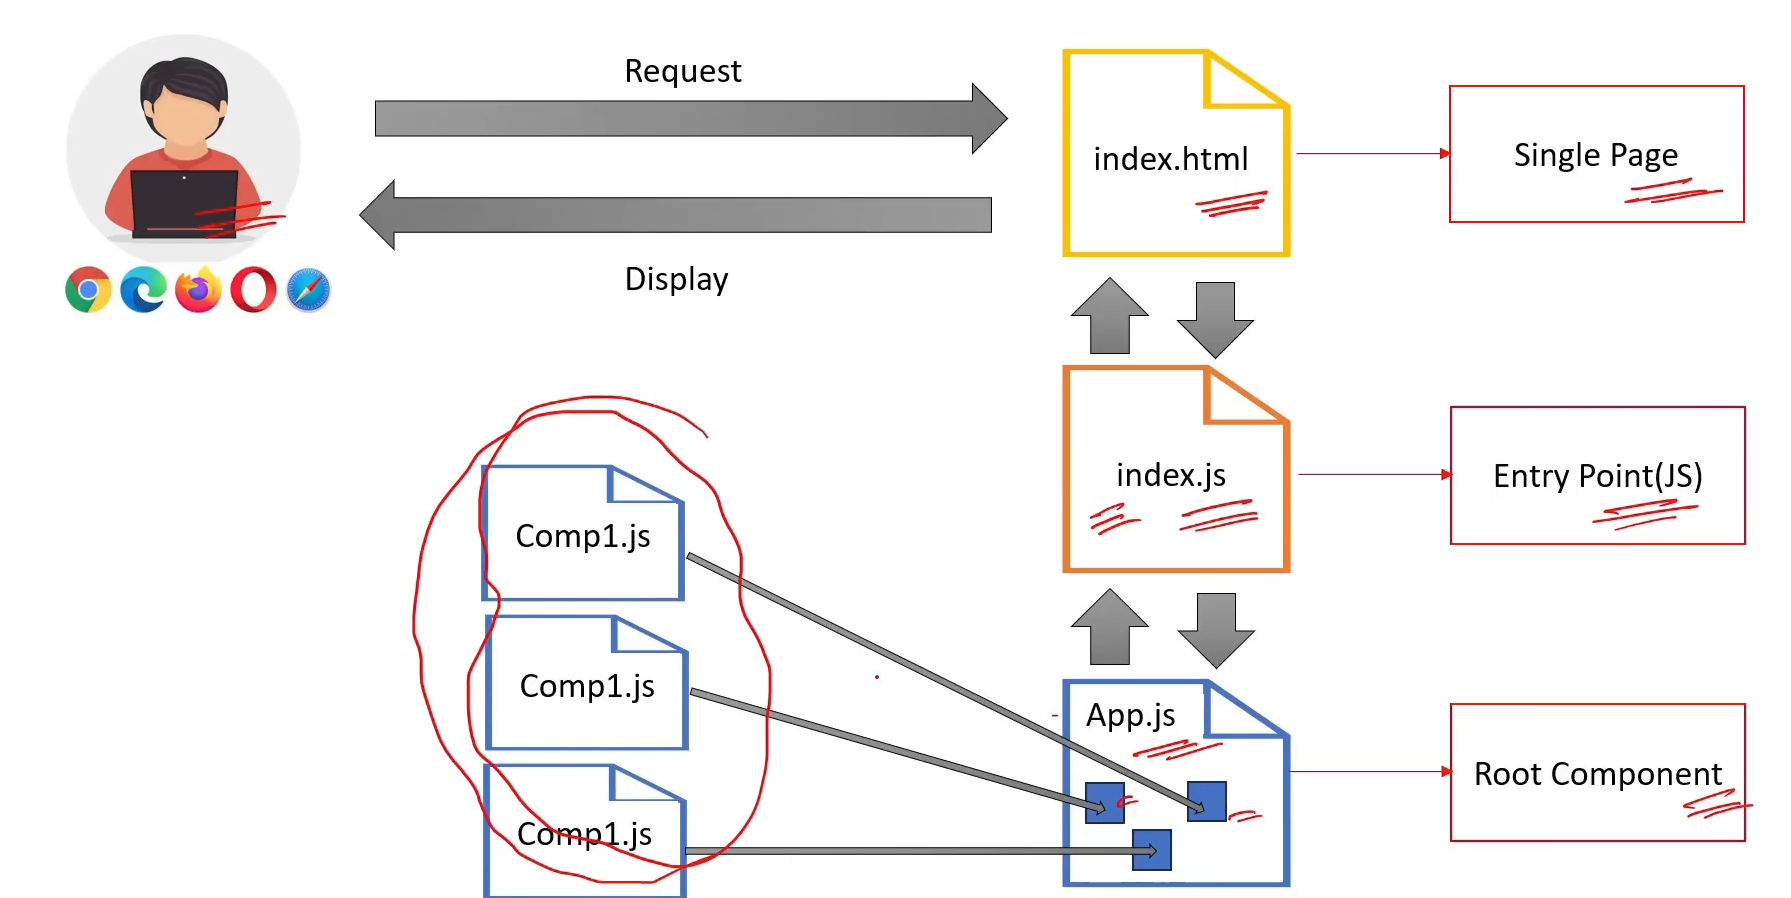 Request
Display
index.html
Single Page
index.js
Entry Point(JS)
Comp1.js
Comp1.js
Comp1.js
App.js
Root Component